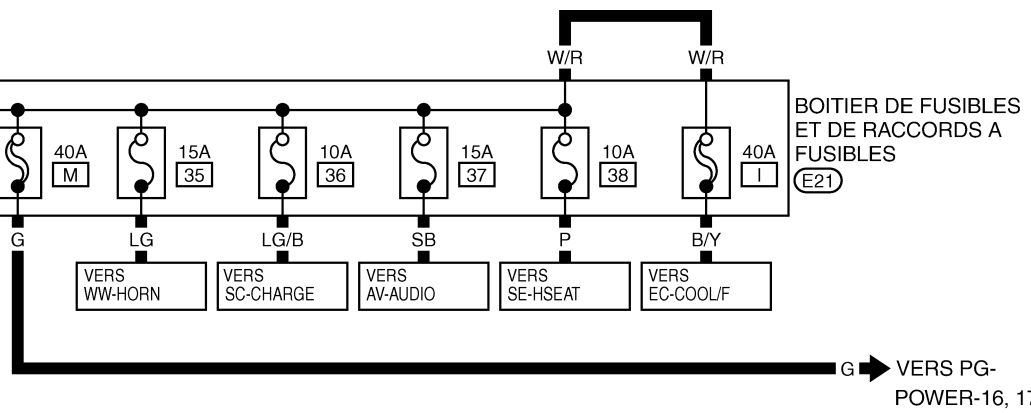 W/R W/R
BOITIER DE FUSIBLES
ET DE RACCORDS A
FUSIBLES
E21
40A 15A 10A 15A 10A 40A
M 35 36 37 38 I
G LG LG/B SB P B/Y
VERS VERS VERS VERS VERS
WW-HORN SC-CHARGE AV-AUDIO SE-HSEAT EC-COOL/F
G VERS PG-
POWER-16, 17